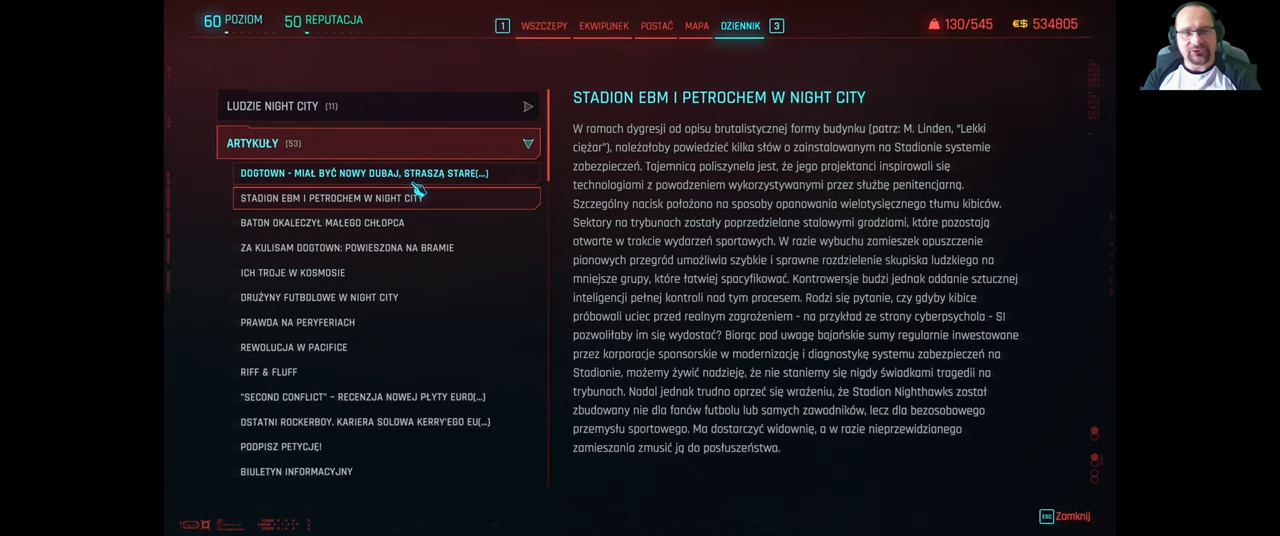 60 POZIOM
50 REPUTACJA
1 WSZCZEPY EKWIPUNEK POSTAĆ MAPA DZIENNIK 3
130/545
€$ 534805
LUDZIE NIGHT CITY (11)
ARTYKUŁY (53)
DOGTOWN - MIAŁ BYĆ NOWY DUBAJ, STRASZĄ STARE(...)
STADION EBM I PETROCHEM W NIGHT CITY
BATON OKALECZYŁ MAŁEGO CHŁOPCA
ZA KULISAM DOGTOWN: POWIESZONA NA BRAMIE
ICH TROJE W KOSMOSIE
DRUŻYNY FUTBOLOWE W NIGHT CITY
PRAWDA NA PERYFERIACH
REWOLUCJA W PACIFICE
RIFF & FLUFF
"SECOND CONFLICT" – RECENZJA NOWEJ PŁYTY EURO(...)
OSTATNI ROCKERBOY. KARIERA SOLOWA KERRY'EGO EU(...)
PODPISZ PETYCJĘ!
BIULETYN INFORMACYJNY
STADION EBM I PETROCHEM W NIGHT CITY
W ramach dygresji od opisu brutalistycznej formy budynku (patrz: M. Linden, "Lekki
ciężar"), należałoby powiedzieć kilka słów o zainstalowanym na Stadionie systemie
zabezpieczeń. Tajemnicą poliszynela jest, że jego projektanci inspirowali się
technologiami z powodzeniem wykorzystywanymi przez służbę penitencjarną.
Szczególny nacisk położono na sposoby opanowania wielotysięcznego tłumu kibiców.
Sektory na trybunach zostały poprzedzielane stalowymi grodziami, które pozostają
otwarte w trakcie wydarzeń sportowych. W razie wybuchu zamieszek opuszczenie
pionowych przegród umożliwia szybkie i sprawne rozdzielenie skupiska ludzkiego na
mniejsze grupy, które łatwiej spacyfikować. Kontrowersje budzi jednak oddanie sztucznej
inteligencji pełnej kontroli nad tym procesem. Rodzi się pytanie, czy gdyby kibice
próbowali uciec przed realnym zagrożeniem - na przykład ze strony cyberpsychola - SI
pozwoliłaby im się wydostać? Biorąc pod uwagę bajońskie sumy regularnie inwestowane
przez korporacje sponsorskie w modernizację i diagnostykę systemu zabezpieczeń na
Stadionie, możemy żywić nadzieję, że nie staniemy się nigdy świadkami tragedii na
trybunach. Nadal jednak trudno oprzeć się wrażeniu, że Stadion Nighthawks został
zbudowany nie dla fanów futbolu lub samych zawodników, lecz dla bezosobowego
przemysłu sportowego. Ma dostarczyć widownię, a w razie nieprzewidzianego
zamieszania zmusić ją do posłuszeństwa.
ESC Zamknij